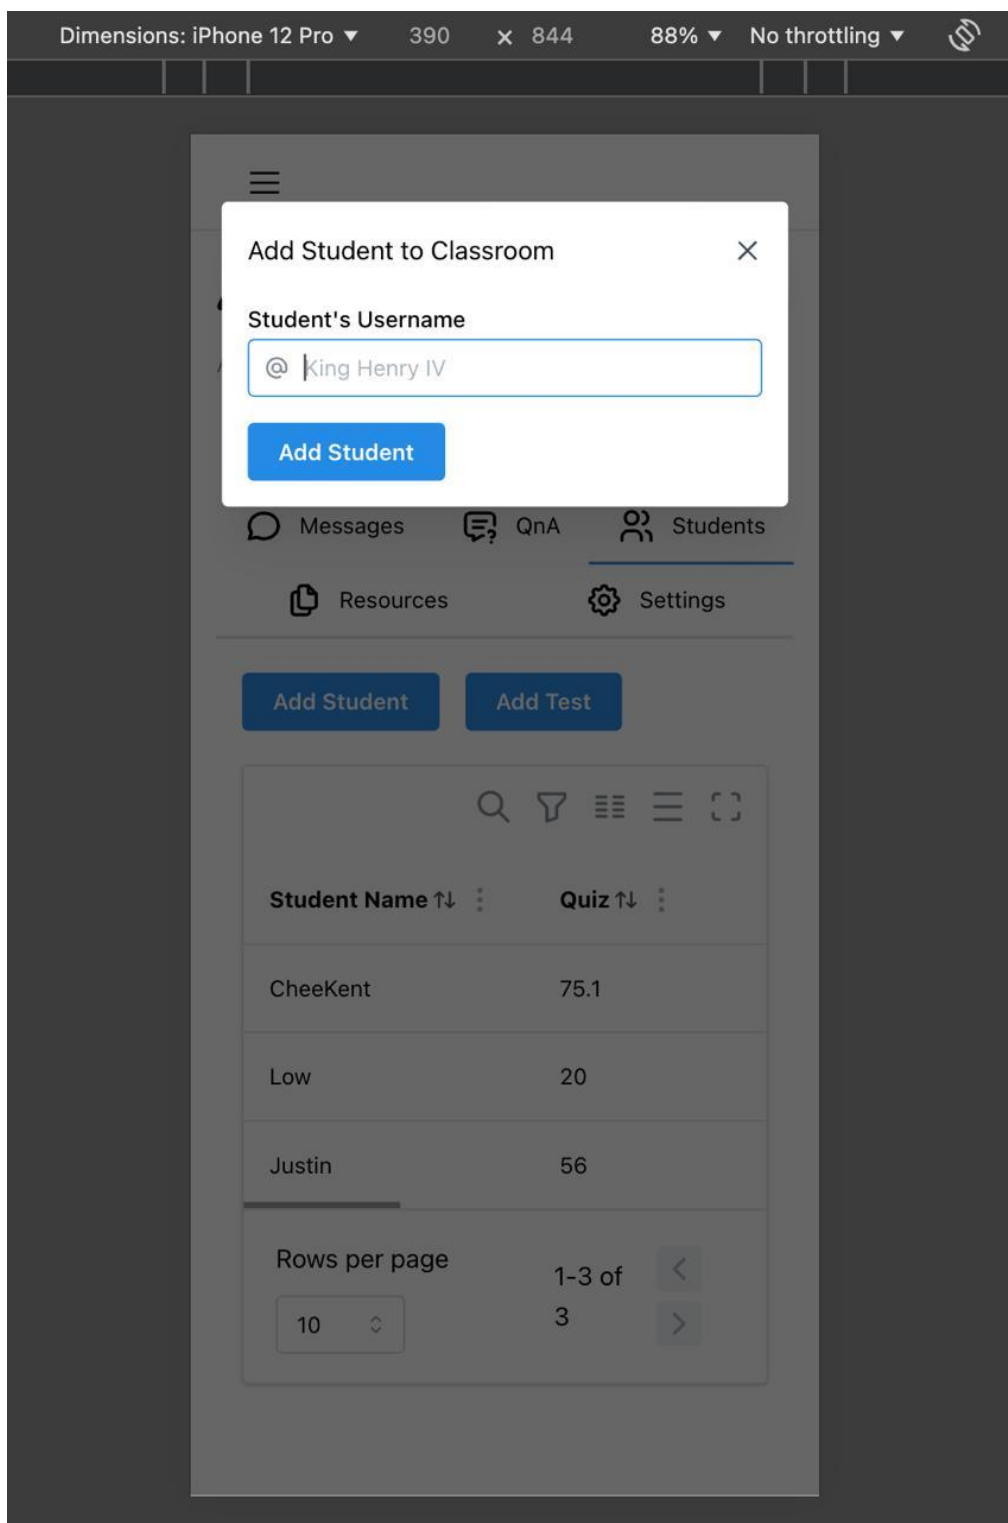 Dimensions: iPhone 12 Pro ▼ 390 × 844 88% ▼ No throttling ▼
Add Student to Classroom
Student's Username
@ King Henry IV
Add Student
Messages QnA Students
Resources Settings
Add Student Add Test
Student Name Quiz
CheeKent 75.1
Low 20
Justin 56
Rows per page
1-3 of
3
10